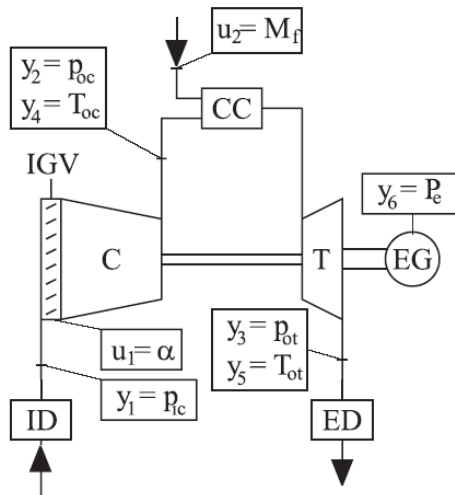 u₂= M_f
y₂= p_oc
y₄= T_oc
CC
IGV
y₆= P_e
C
T
EG
u₁= α
y₃= p_ot
y₅= T_ot
y₁= p_ic
ID
ED